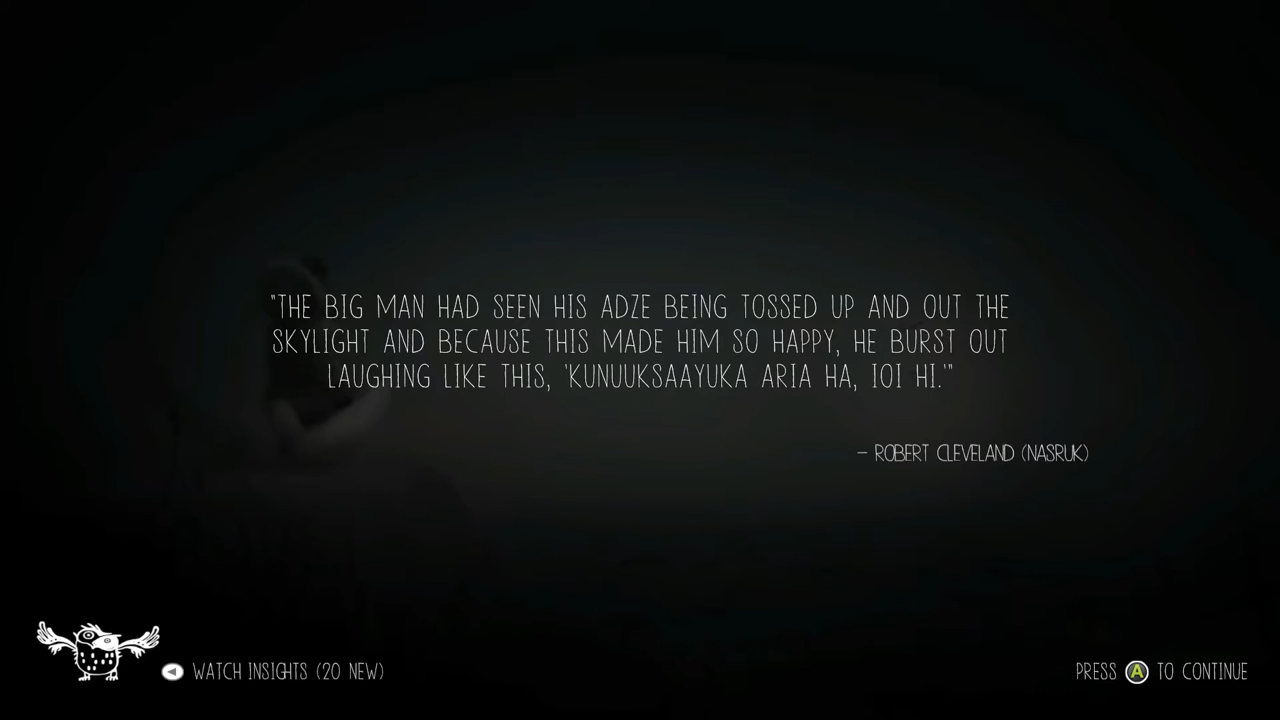 "THE BIG MAN HAD SEEN HIS ADZE BEING TOSSED UP AND OUT THE
SKYLIGHT AND BECAUSE THIS MADE HIM SO HAPPY, HE BURST OUT
LAUGHING LIKE THIS, 'KUNUUKSAAYUKA ARIA HA, IOI HI.'"
– ROBERT CLEVELAND (NASRUK)
WATCH INSIGHTS (20 NEW)
PRESS A TO CONTINUE